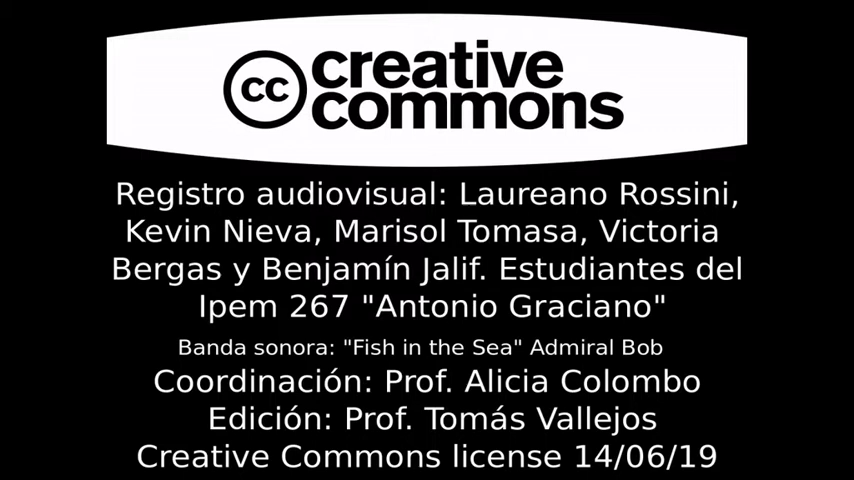 cc creative
commons
Registro audiovisual: Laureano Rossini,
Kevin Nieva, Marisol Tomasa, Victoria
Bergas y Benjamín Jalif. Estudiantes del
Ipem 267 "Antonio Graciano"
Banda sonora: "Fish in the Sea" Admiral Bob
Coordinación: Prof. Alicia Colombo
Edición: Prof. Tomás Vallejos
Creative Commons license 14/06/19